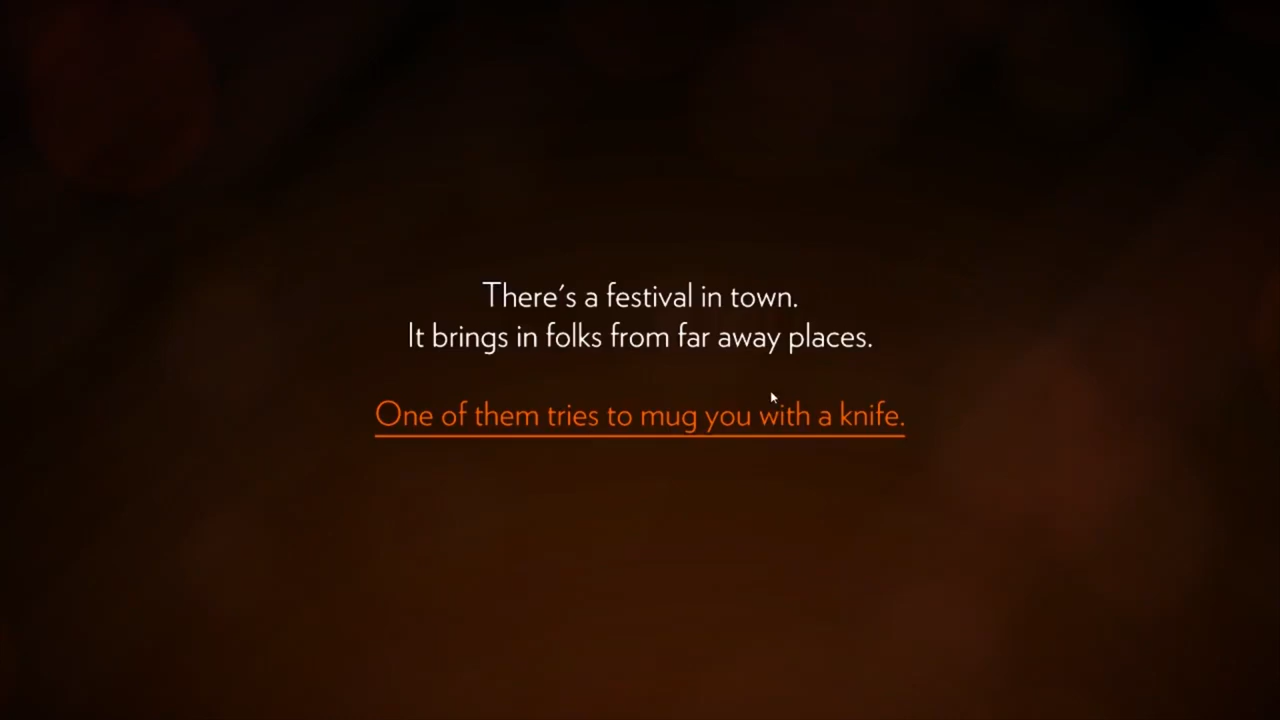 There's a festival in town.
It brings in folks from far away places.
One of them tries to mug you with a knife.